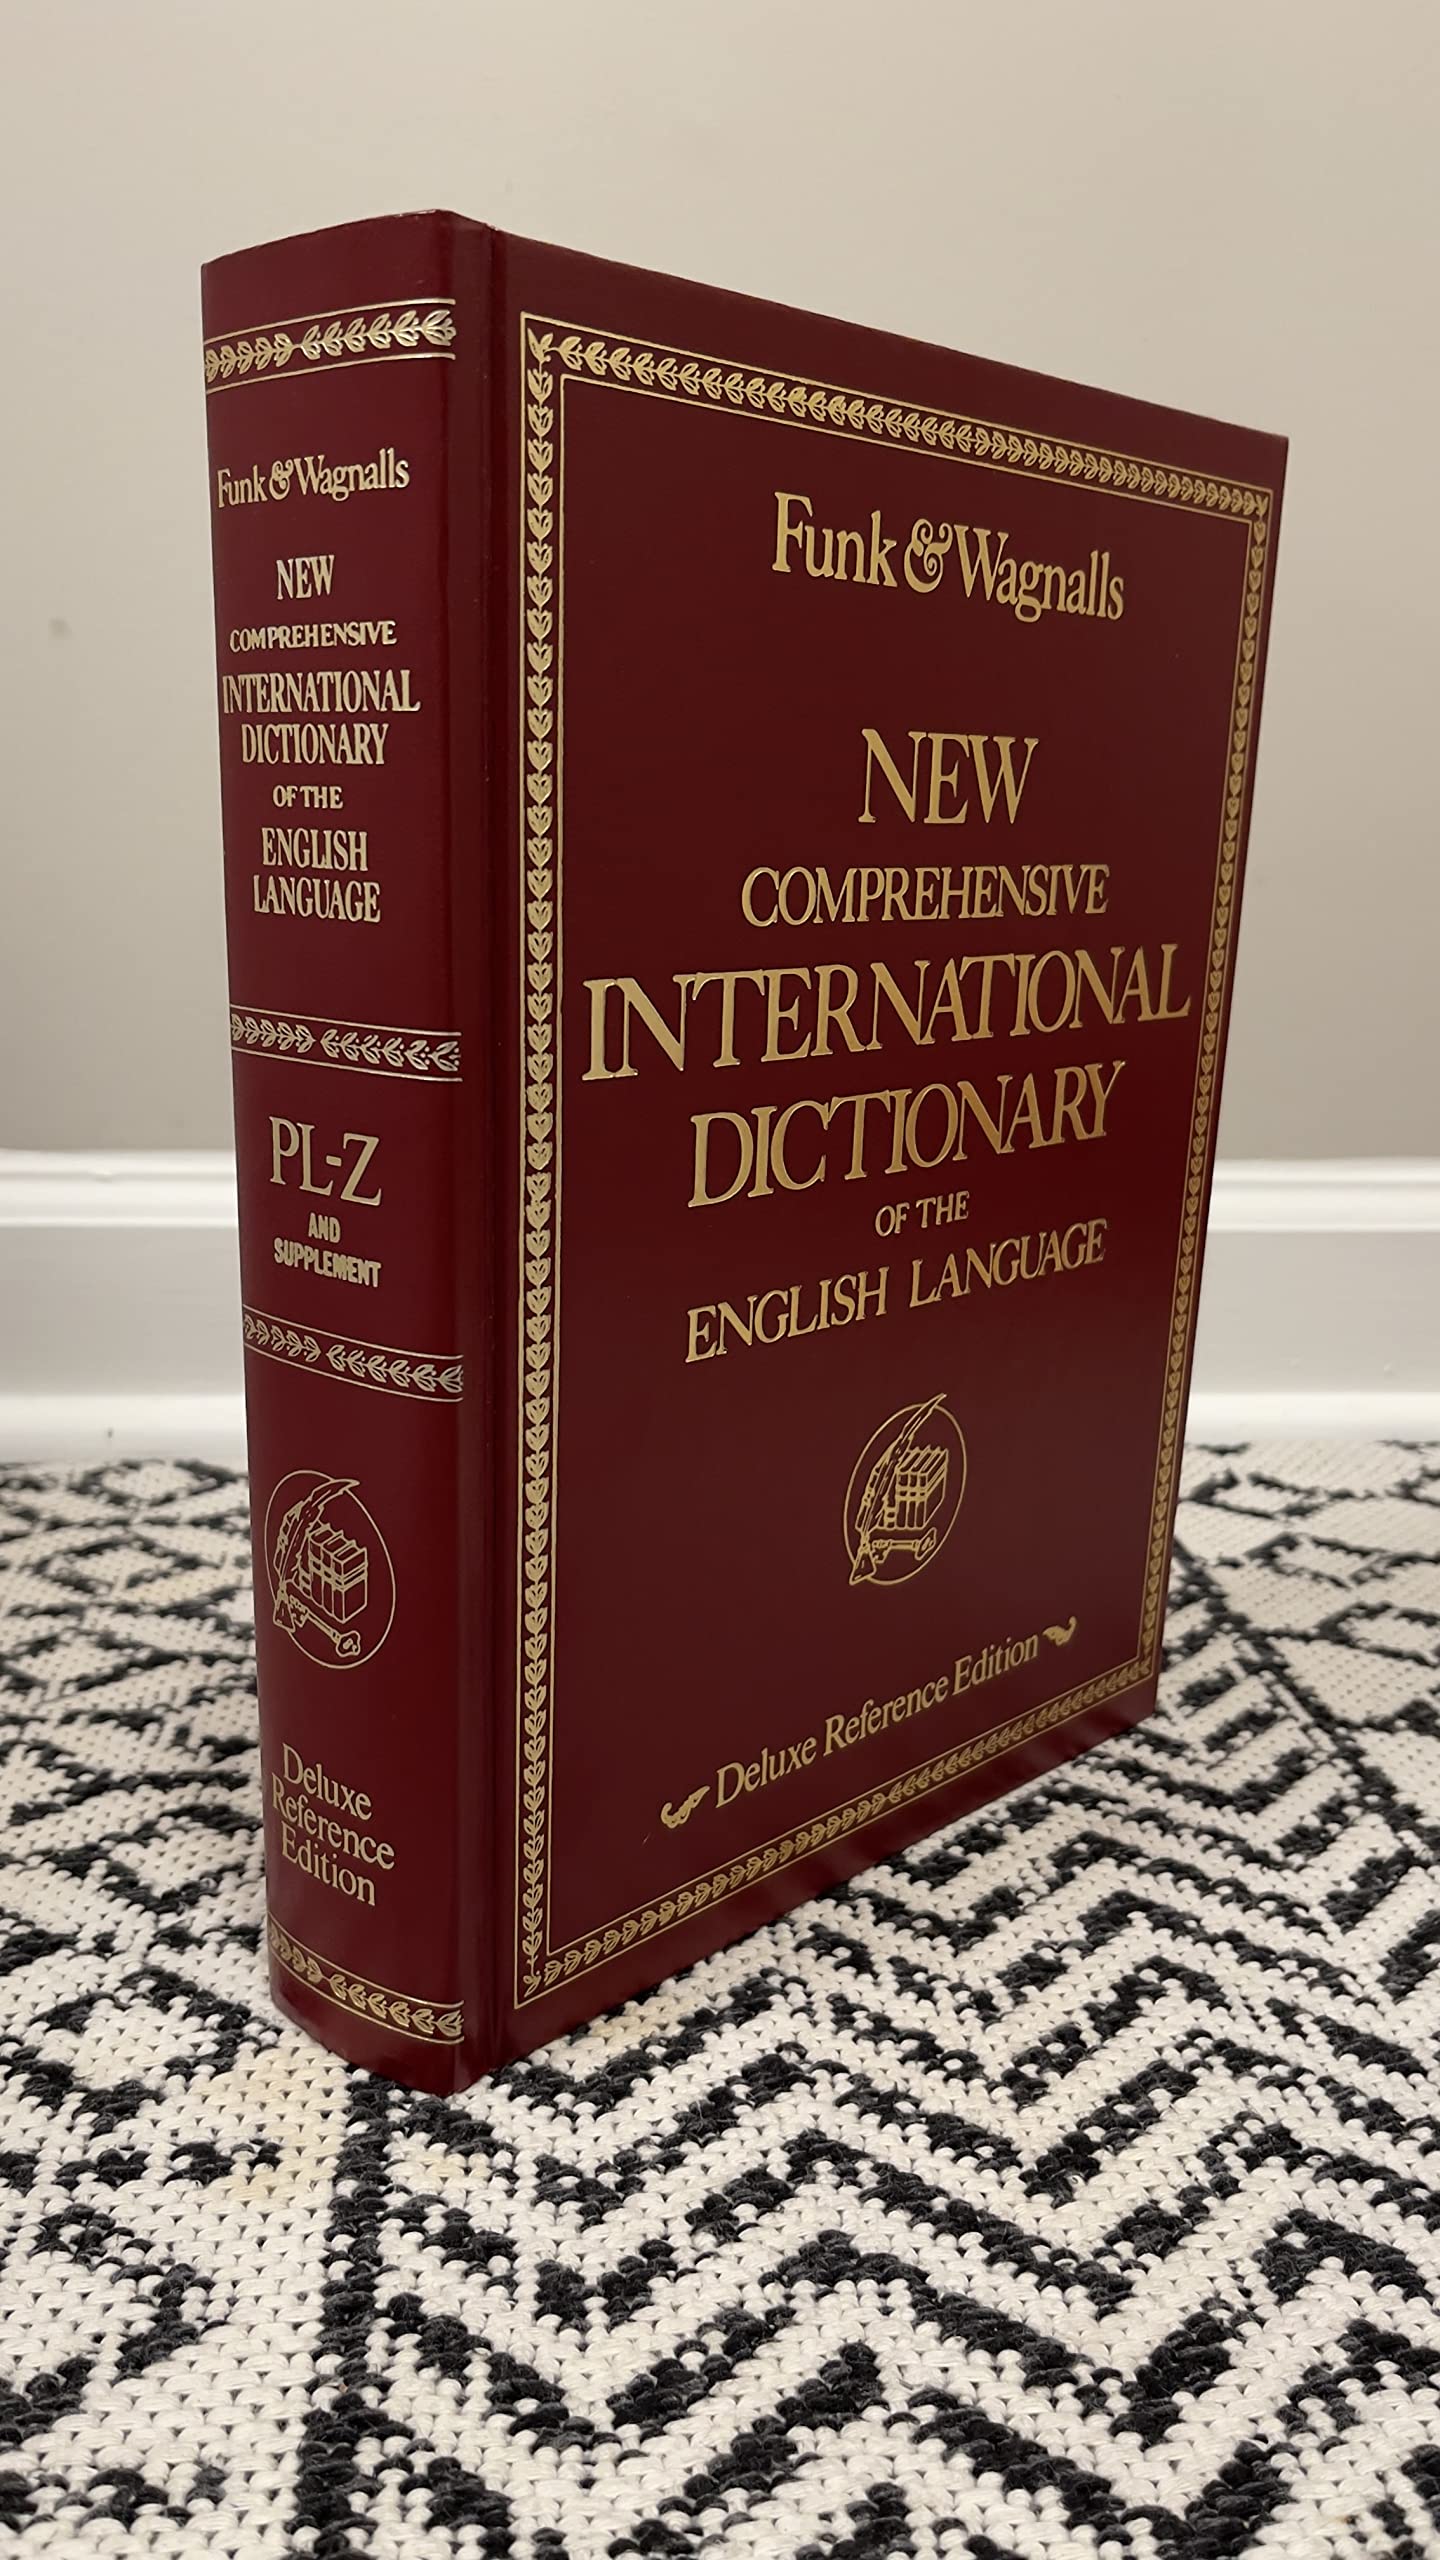 Funk & Wagnalls
NEW
COMPREHENSIVE
INTERNATIONAL
DICTIONARY
OF THE
ENGLISH
LANGUAGE
PL-Z
AND
SUPPLEMENT
Deluxe
Reference
Edition
Funk & Wagnalls
NEW
COMPREHENSIVE
INTERNATIONAL
DICTIONARY
OF THE
ENGLISH LANGUAGE
Deluxe Reference Edition